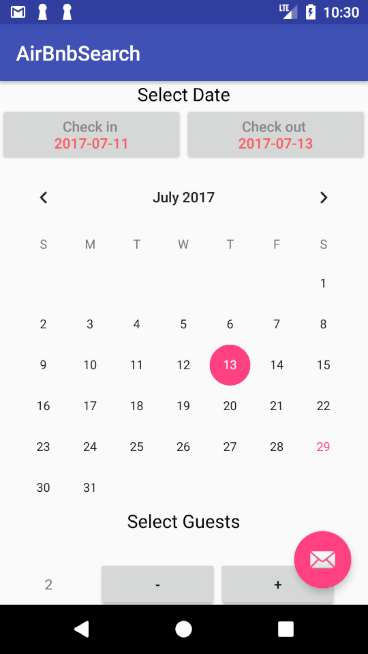 LTE 10:30
AirBnbSearch
Select Date
Check in Check out
2017-07-11 2017-07-13
July 2017
S M T W T F S
1
2 3 4 5 6 7 8
9 10 11 12 13 14 15
16 17 18 19 20 21 22
23 24 25 26 27 28 29
30 31
Select Guests
2 - +